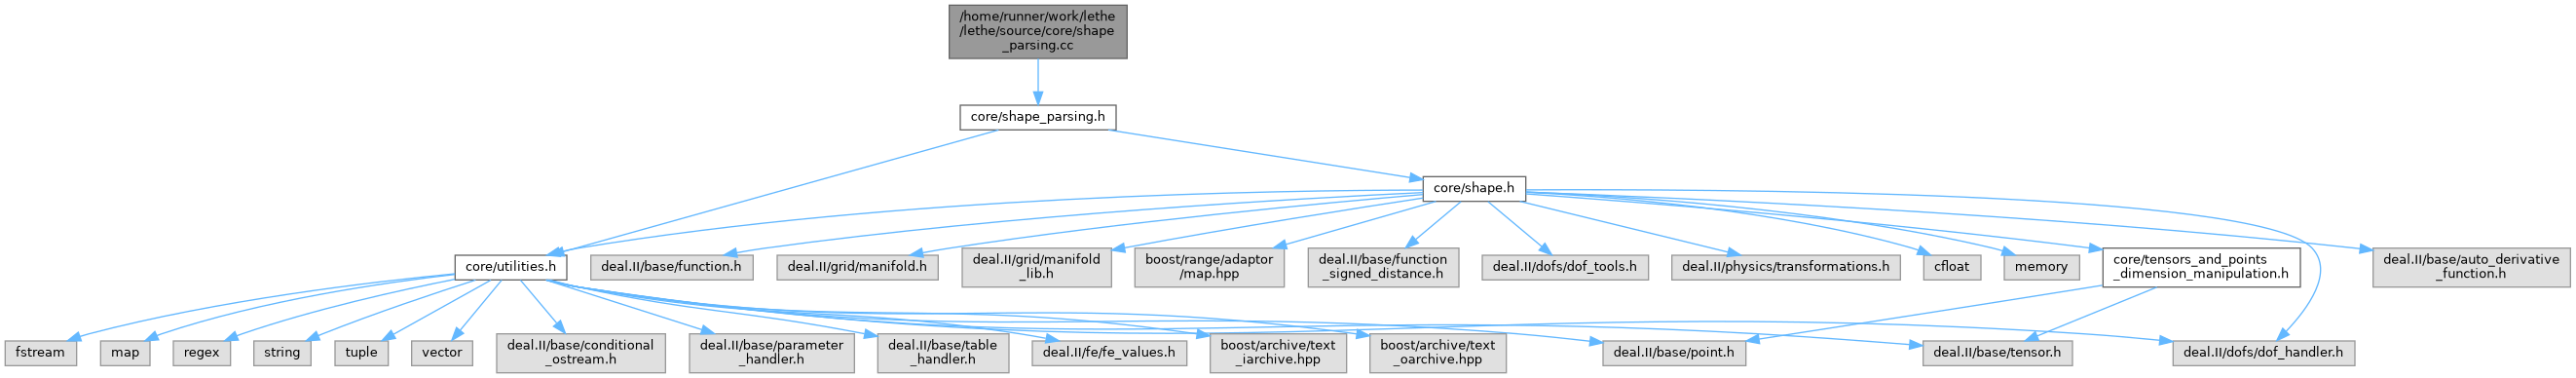 /home/runner/work/lethe
/lethe/source/core/shape
_parsing.cc
core/shape_parsing.h
core/shape.h
core/utilities.h
deal.II/base/function.h
deal.II/grid/manifold.h
deal.II/grid/manifold
_lib.h
boost/range/adaptor
/map.hpp
deal.II/base/function
_signed_distance.h
deal.II/dofs/dof_tools.h
deal.II/physics/transformations.h
cfloat
memory
core/tensors_and_points
_dimension_manipulation.h
deal.II/base/auto_derivative
_function.h
fstream
map
regex
string
tuple
vector
deal.II/base/conditional
_ostream.h
deal.II/base/parameter
_handler.h
deal.II/base/table
_handler.h
deal.II/fe/fe_values.h
boost/archive/text
_iarchive.hpp
boost/archive/text
_oarchive.hpp
deal.II/base/point.h
deal.II/base/tensor.h
deal.II/dofs/dof_handler.h